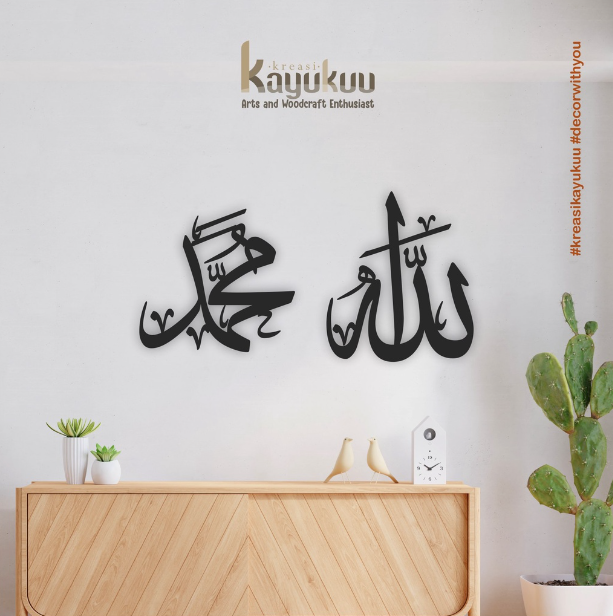 kreasi
Kayukuu
Arts and Woodcraft Enthusiast
#kreasikayukuu #decorwithyou
الله
محمد